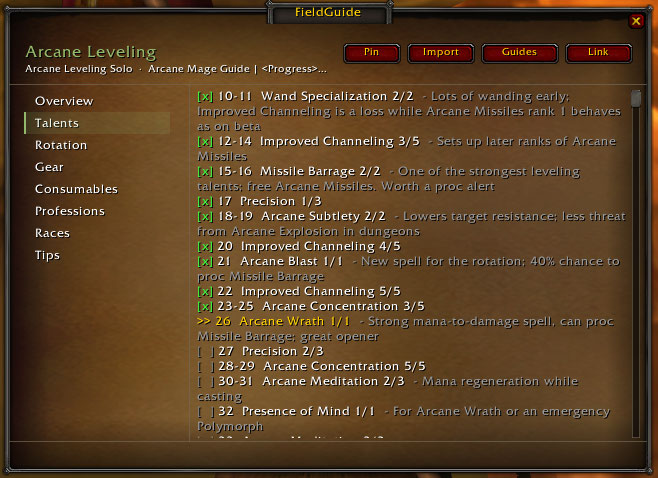 FieldGuide
Arcane Leveling
Pin
Import
Guides
Link
Arcane Leveling Solo · Arcane Mage Guide | <Progress>...
Overview
Talents
Rotation
Gear
Consumables
Professions
Races
Tips
[x] 10-11 Wand Specialization 2/2 - Lots of wanding early;
Improved Channeling is a loss while Arcane Missiles rank 1 behaves
as on beta
[x] 12-14 Improved Channeling 3/5 - Sets up later ranks of Arcane
Missiles
[x] 15-16 Missile Barrage 2/2 - One of the strongest leveling
talents; free Arcane Missiles. Worth a proc alert
[x] 17 Precision 1/3
[x] 18-19 Arcane Subtlety 2/2 - Lowers target resistance; less threat
from Arcane Explosion in dungeons
[x] 20 Improved Channeling 4/5
[x] 21 Arcane Blast 1/1 - New spell for the rotation; 40% chance to
proc Missile Barrage
[x] 22 Improved Channeling 5/5
[x] 23-25 Arcane Concentration 3/5
>> 26 Arcane Wrath 1/1 - Strong mana-to-damage spell, can proc
Missile Barrage; great opener
[ ] 27 Precision 2/3
[ ] 28-29 Arcane Concentration 5/5
[ ] 30-31 Arcane Meditation 2/3 - Mana regeneration while
casting
[ ] 32 Presence of Mind 1/1 - For Arcane Wrath or an emergency
Polymorph